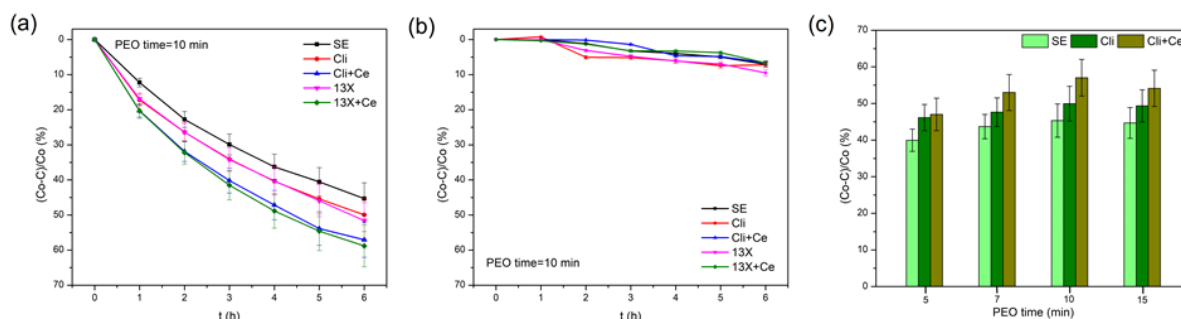 (a)
PEO time=10 min
SE
Cli
Cli+Ce
13X
13X+Ce
(Co-C)/Co (%)
0
10
20
30
40
50
60
70
0 1 2 3 4 5 6
t (h)
(b)
(Co-C)/Co (%)
0
10
20
30
40
50
60
70
SE
Cli
Cli+Ce
13X
13X+Ce
PEO time=10 min
0 1 2 3 4 5 6
t (h)
(c)
SE Cli Cli+Ce
(Co-C)/Co (%)
70
60
50
40
30
20
10
0
5 7 10 15
PEO time (min)